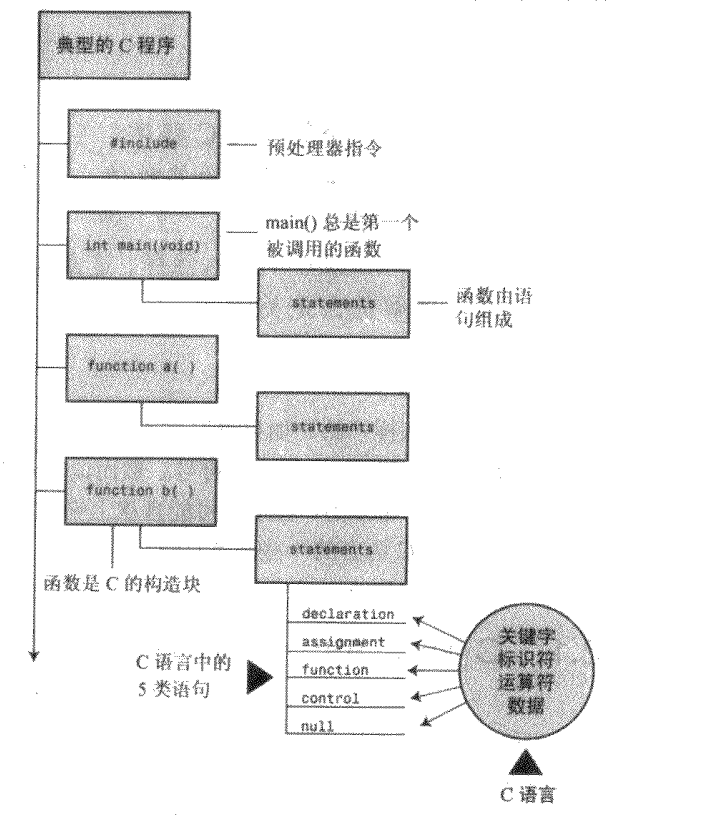 典型的 C 程序
#include
预处理器指令
int main(void)
main() 总是第一个
被调用的函数
statements
函数由语
句组成
function a( )
statements
function b( )
statements
函数是 C 的构造块
declaration
assignment
function
control
null
C 语言中的
5 类语句
关键字
标识符
运算符
数据
C 语言